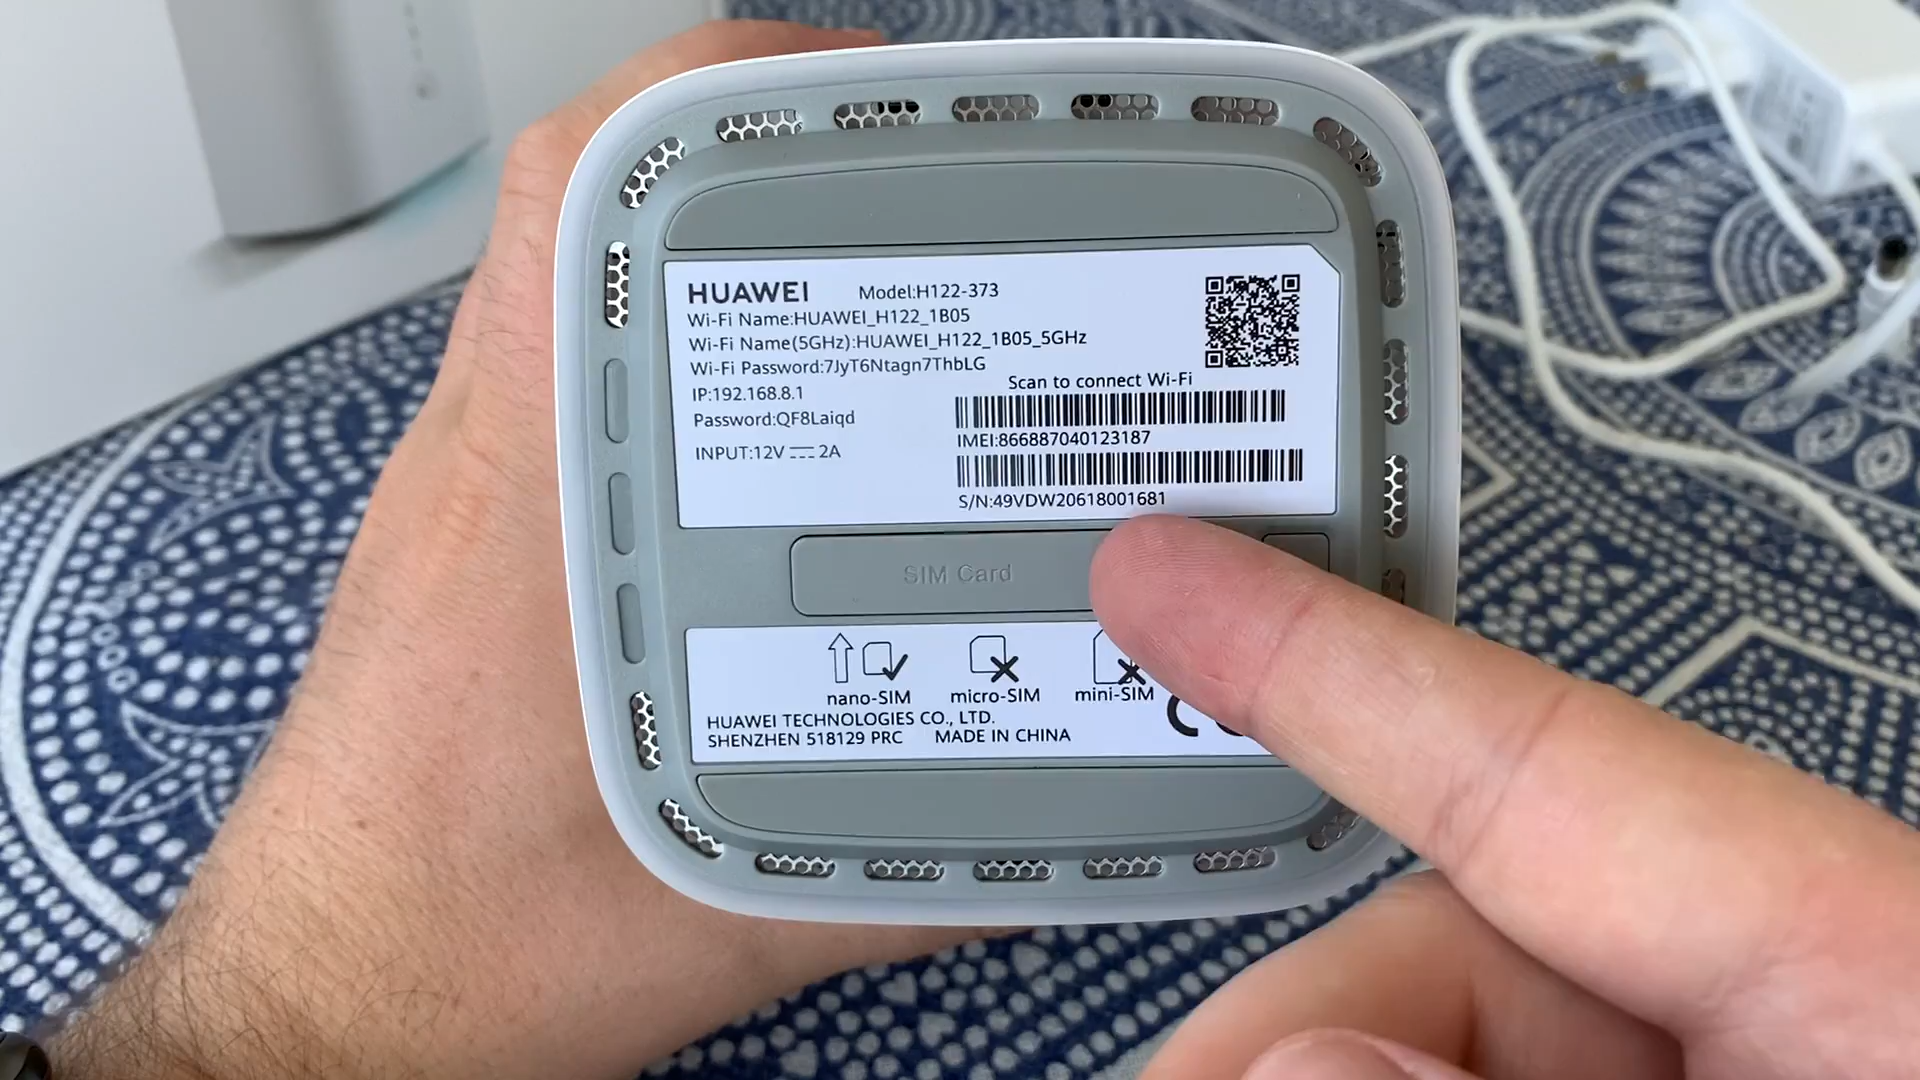 HUAWEI Model:H122-373
Wi-Fi Name:HUAWEI_H122_1B05
Wi-Fi Name(5GHz):HUAWEI_H122_1B05_5GHz
Wi-Fi Password:7JyT6Ntagn7ThbLG
IP:192.168.8.1
Password:QF8Laiqd
INPUT:12V 2A
Scan to connect Wi-Fi
IMEI:866887040123187
S/N:49VDW20618001681
SIM Card
nano-SIM micro-SIM mini-SIM
HUAWEI TECHNOLOGIES CO., LTD.
SHENZHEN 518129 PRC MADE IN CHINA